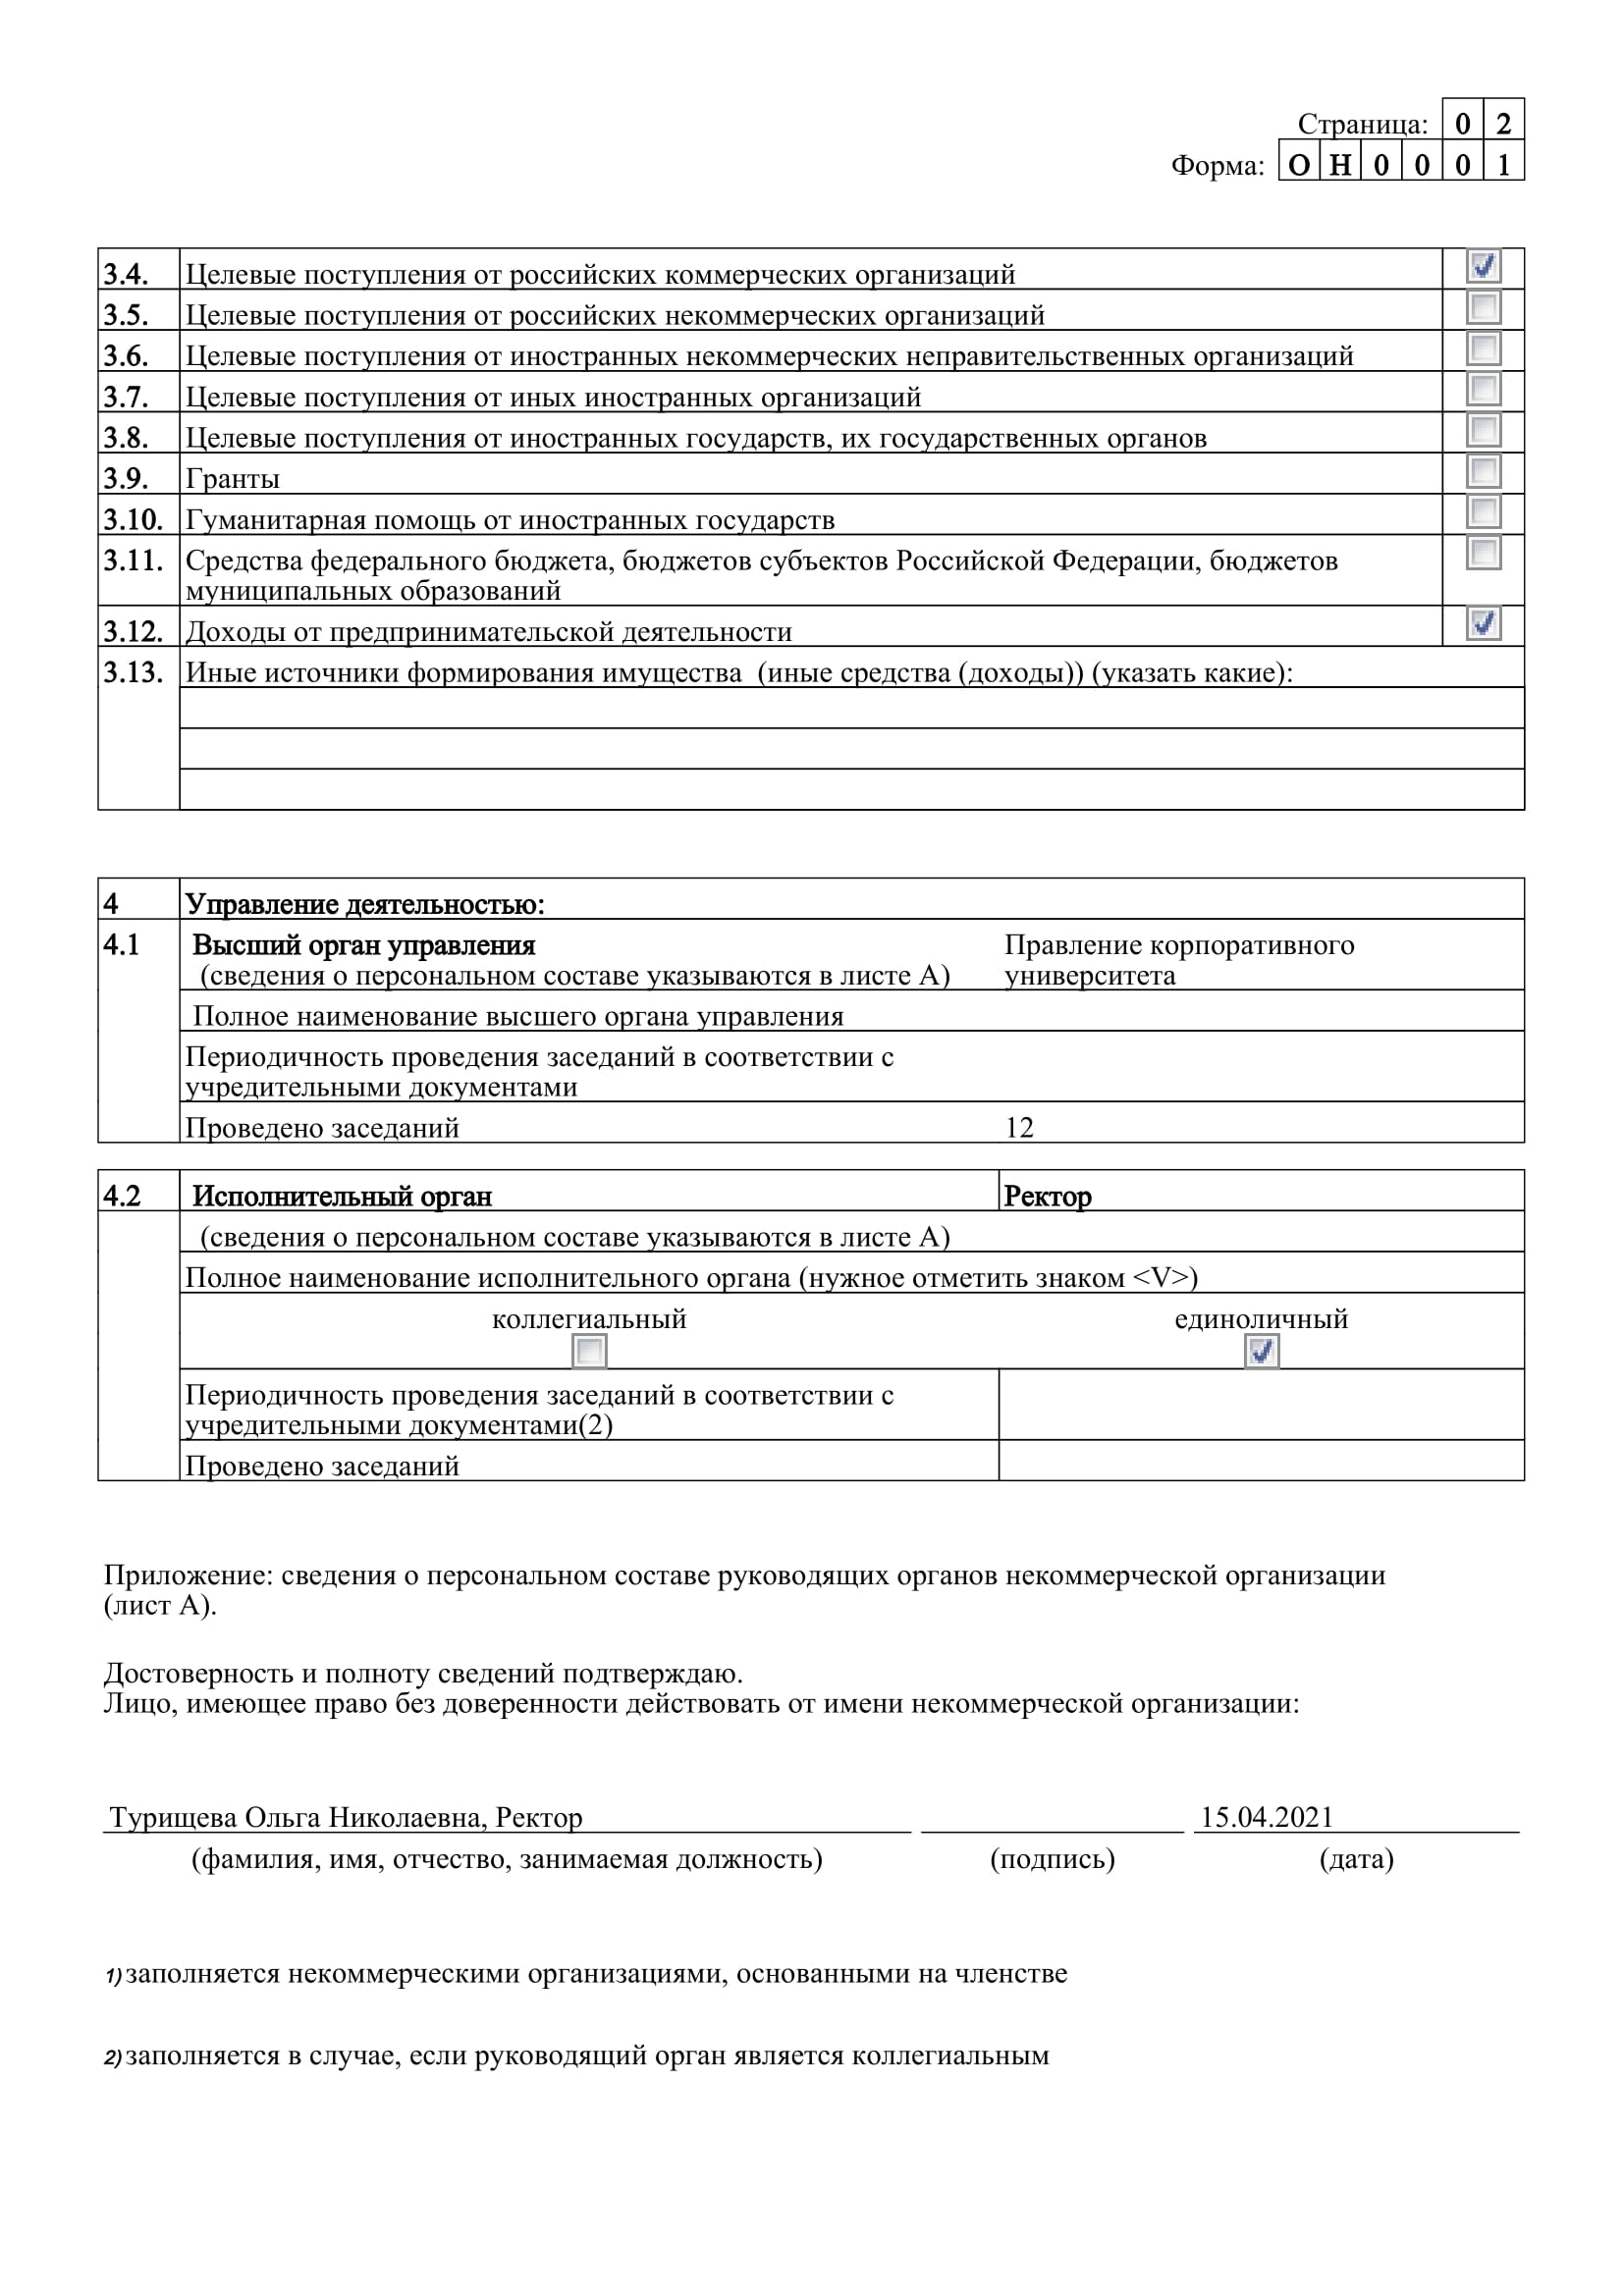 Страница: 0 2
Форма: О Н 0 0 0 1
3.4. Целевые поступления от российских коммерческих организаций
3.5. Целевые поступления от российских некоммерческих организаций
3.6. Целевые поступления от иностранных некоммерческих неправительственных организаций
3.7. Целевые поступления от иных иностранных организаций
3.8. Целевые поступления от иностранных государств, их государственных органов
3.9. Гранты
3.10. Гуманитарная помощь от иностранных государств
3.11. Средства федерального бюджета, бюджетов субъектов Российской Федерации, бюджетов
муниципальных образований
3.12. Доходы от предпринимательской деятельности
3.13. Иные источники формирования имущества (иные средства (доходы)) (указать какие):
4 Управление деятельностью:
4.1 Высший орган управления Правление корпоративного
(сведения о персональном составе указываются в листе А) университета
Полное наименование высшего органа управления
Периодичность проведения заседаний в соответствии с
учредительными документами
Проведено заседаний 12
4.2 Исполнительный орган Ректор
(сведения о персональном составе указываются в листе А)
Полное наименование исполнительного органа (нужное отметить знаком <V>)
коллегиальный единоличный
Периодичность проведения заседаний в соответствии с
учредительными документами(2)
Проведено заседаний
Приложение: сведения о персональном составе руководящих органов некоммерческой организации
(лист А).
Достоверность и полноту сведений подтверждаю.
Лицо, имеющее право без доверенности действовать от имени некоммерческой организации:
Турищева Ольга Николаевна, Ректор 15.04.2021
(фамилия, имя, отчество, занимаемая должность) (подпись) (дата)
1) заполняется некоммерческими организациями, основанными на членстве
2) заполняется в случае, если руководящий орган является коллегиальным